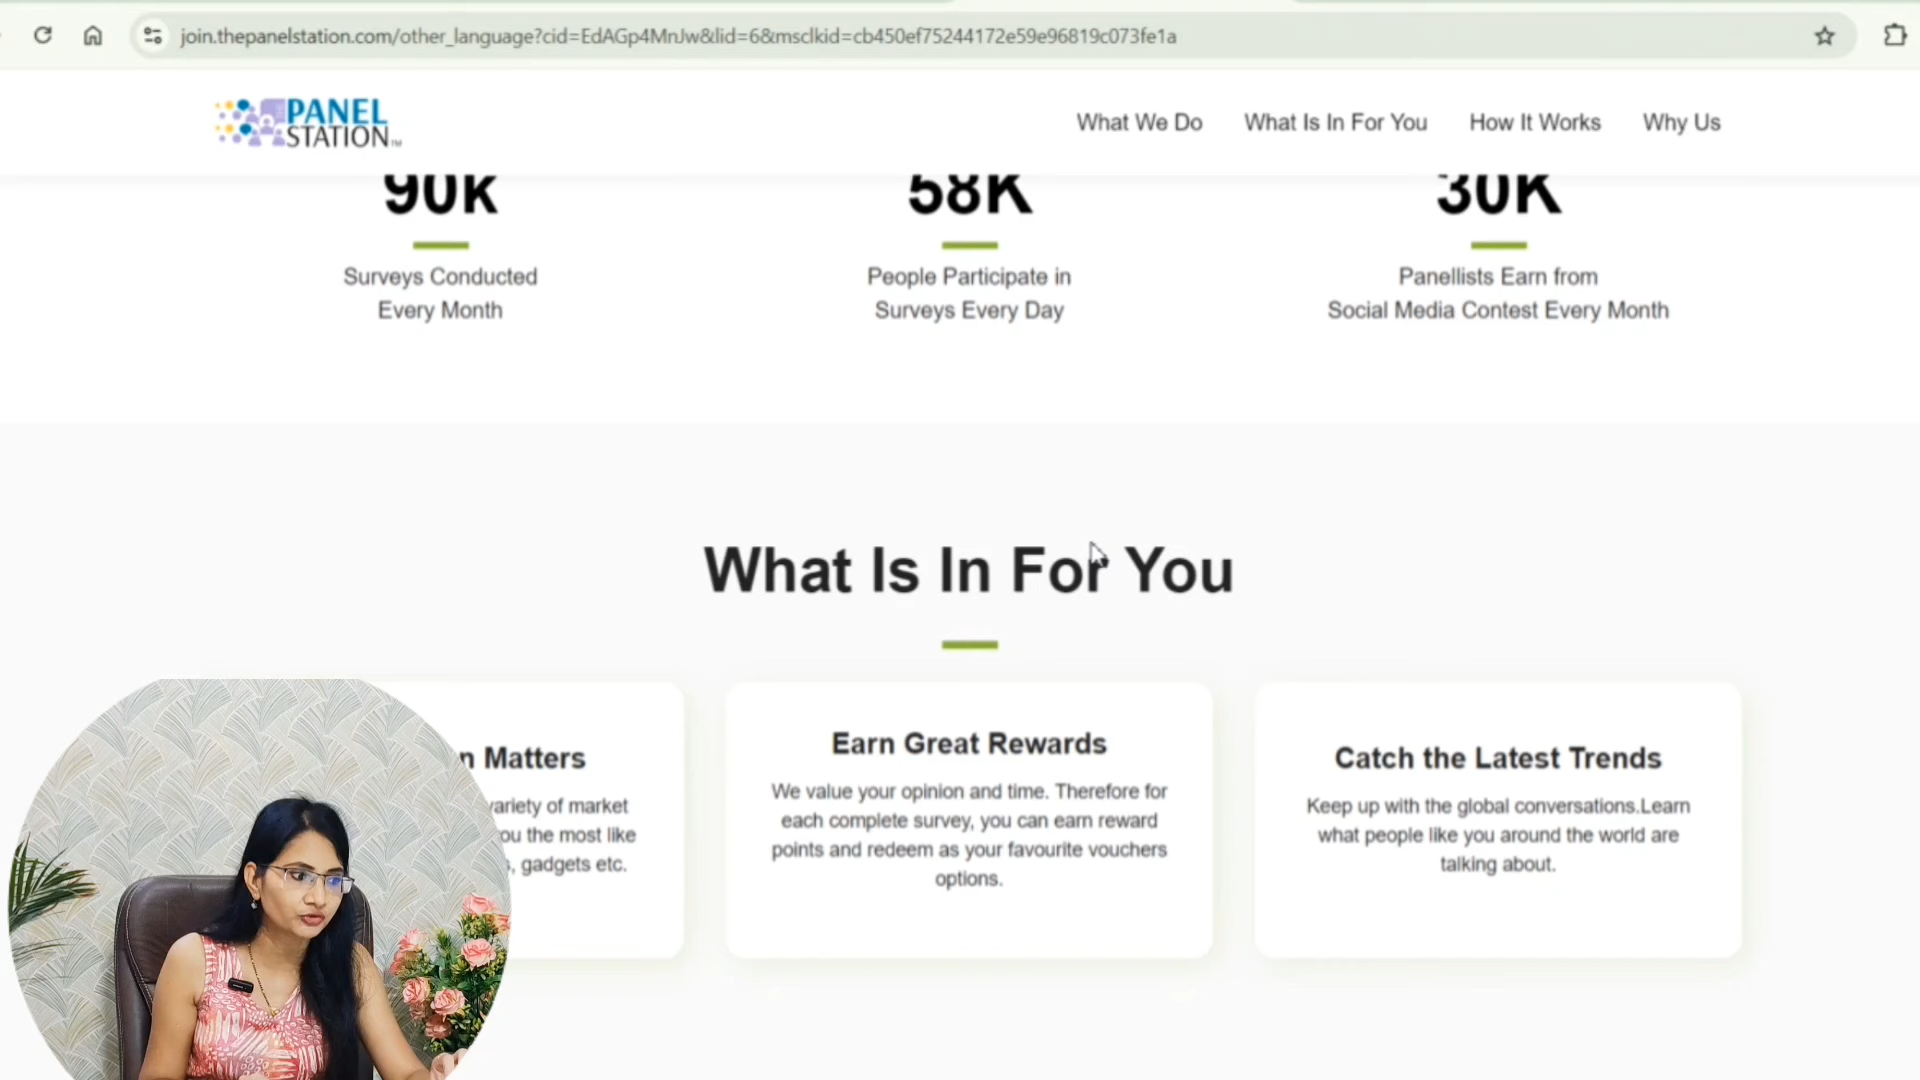 join.thepanelstation.com/other_language?cid=EdAGp4MnJw&lid=6&msclkid=cb450ef75244172e59e96819c073fe1a
PANEL
STATION™
What We Do
What Is In For You
How It Works
Why Us
90k
58K
30K
Surveys Conducted
Every Month
People Participate in
Surveys Every Day
Panellists Earn from
Social Media Contest Every Month
What Is In For You
n Matters
variety of market
ou the most like
, gadgets etc.
Earn Great Rewards
We value your opinion and time. Therefore for
each complete survey, you can earn reward
points and redeem as your favourite vouchers
options.
Catch the Latest Trends
Keep up with the global conversations.Learn
what people like you around the world are
talking about.